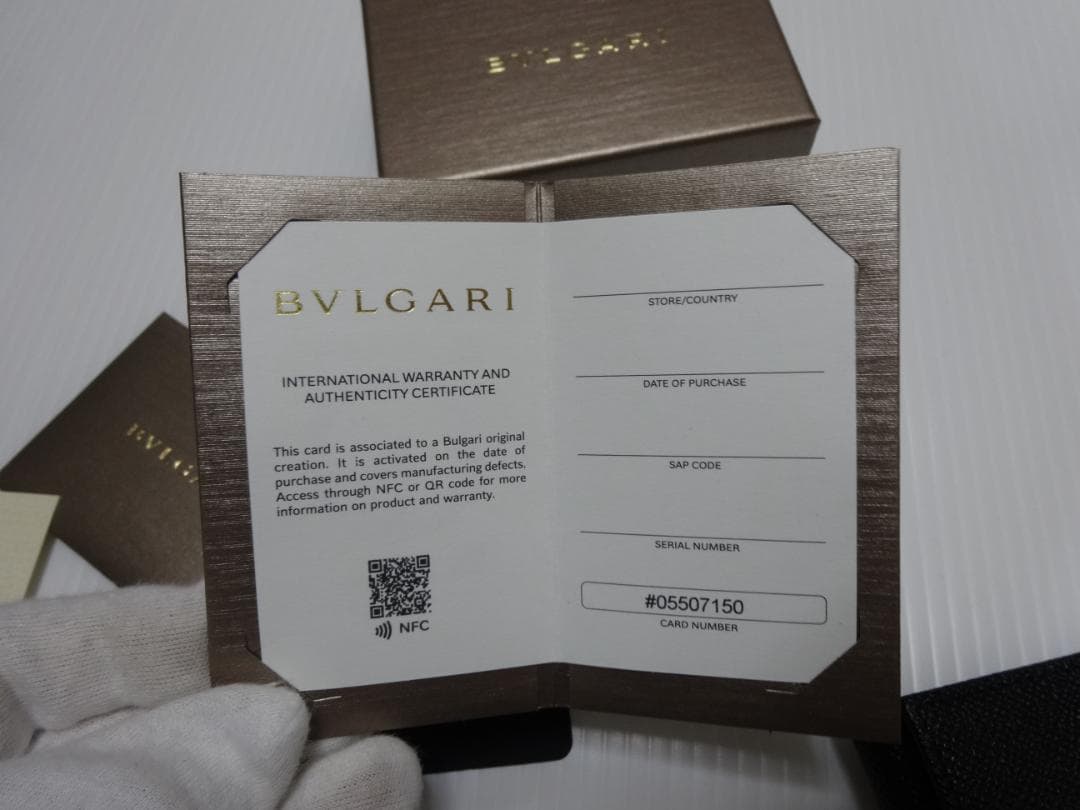 BVLGARI
BVLGARI
INTERNATIONAL WARRANTY AND
AUTHENTICITY CERTIFICATE
This card is associated to a Bulgari original
creation. It is activated on the date of
purchase and covers manufacturing defects.
Access through NFC or QR code for more
information on product and warranty.
NFC
STORE/COUNTRY
DATE OF PURCHASE
SAP CODE
SERIAL NUMBER
#05507150
CARD NUMBER
BVLG